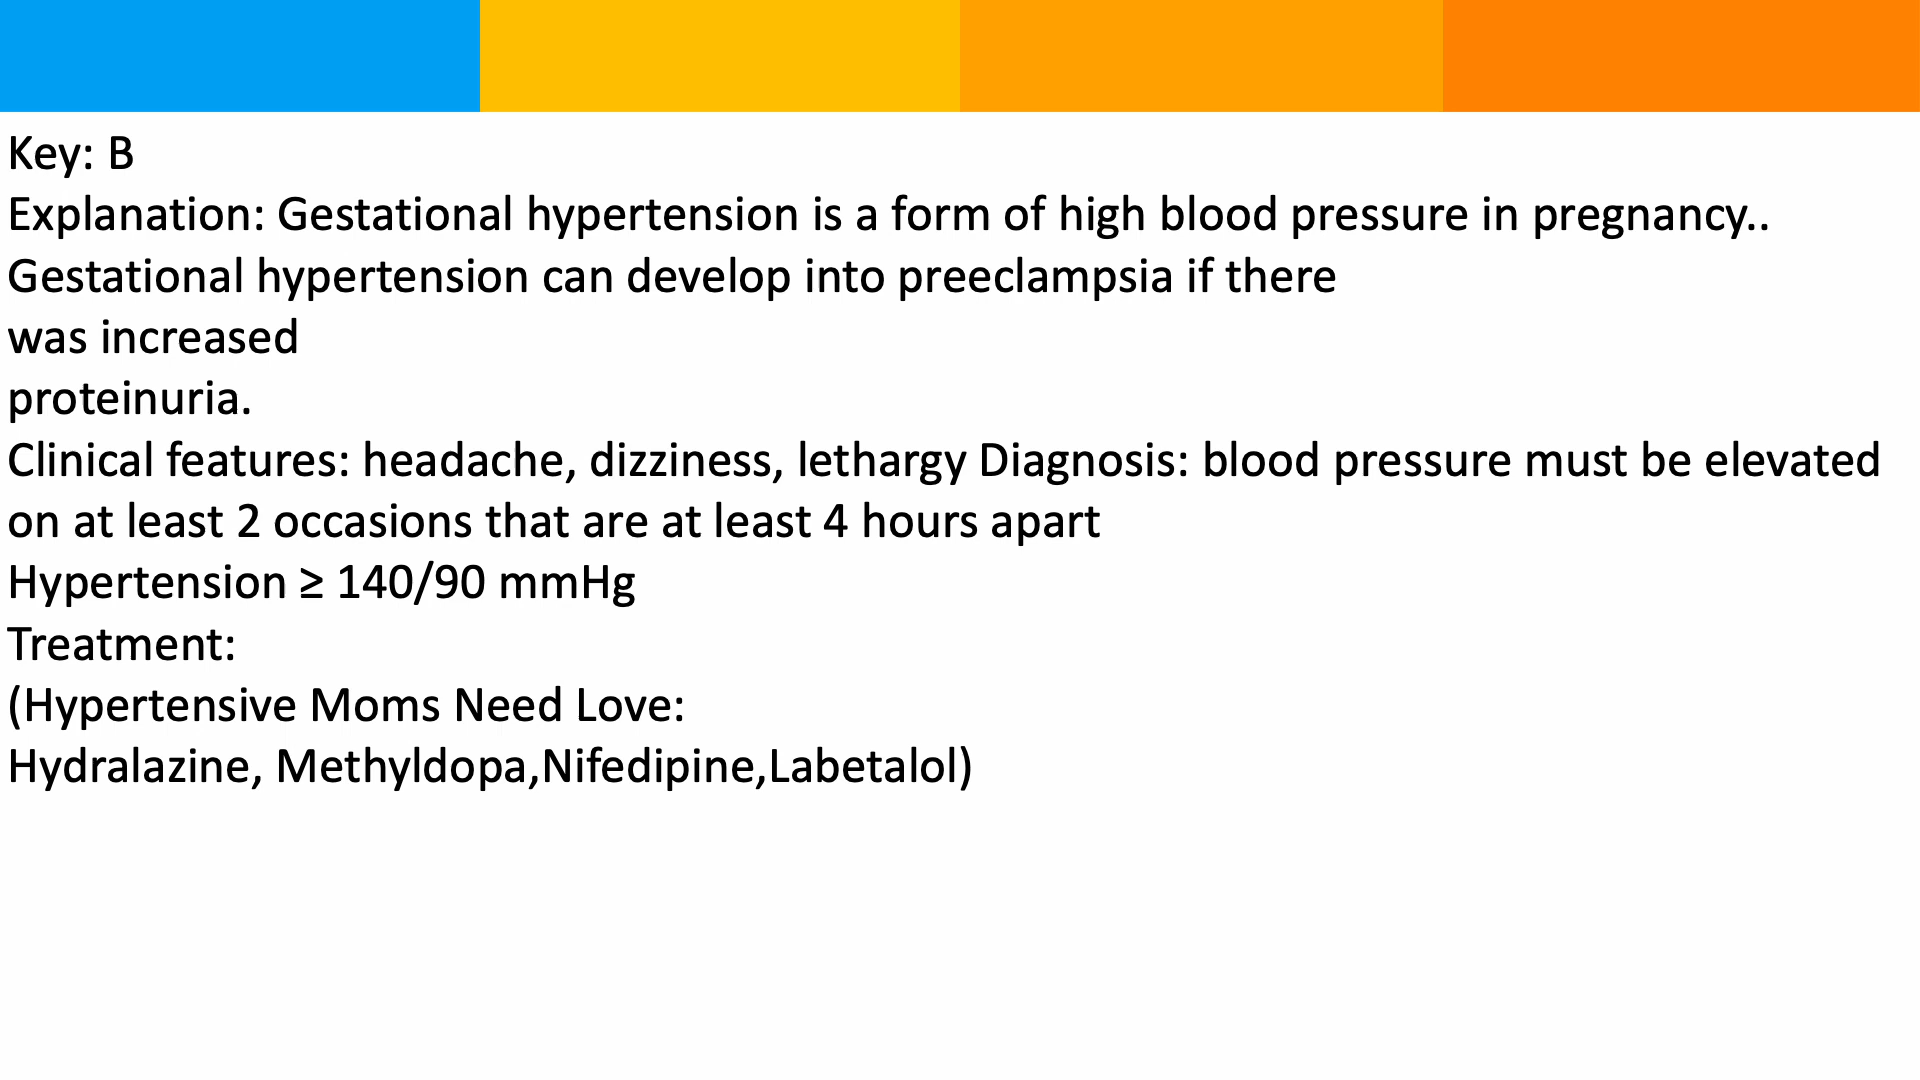 Key: B
Explanation: Gestational hypertension is a form of high blood pressure in pregnancy..
Gestational hypertension can develop into preeclampsia if there
was increased
proteinuria.
Clinical features: headache, dizziness, lethargy Diagnosis: blood pressure must be elevated
on at least 2 occasions that are at least 4 hours apart
Hypertension ≥ 140/90 mmHg
Treatment:
(Hypertensive Moms Need Love:
Hydralazine, Methyldopa,Nifedipine,Labetalol)